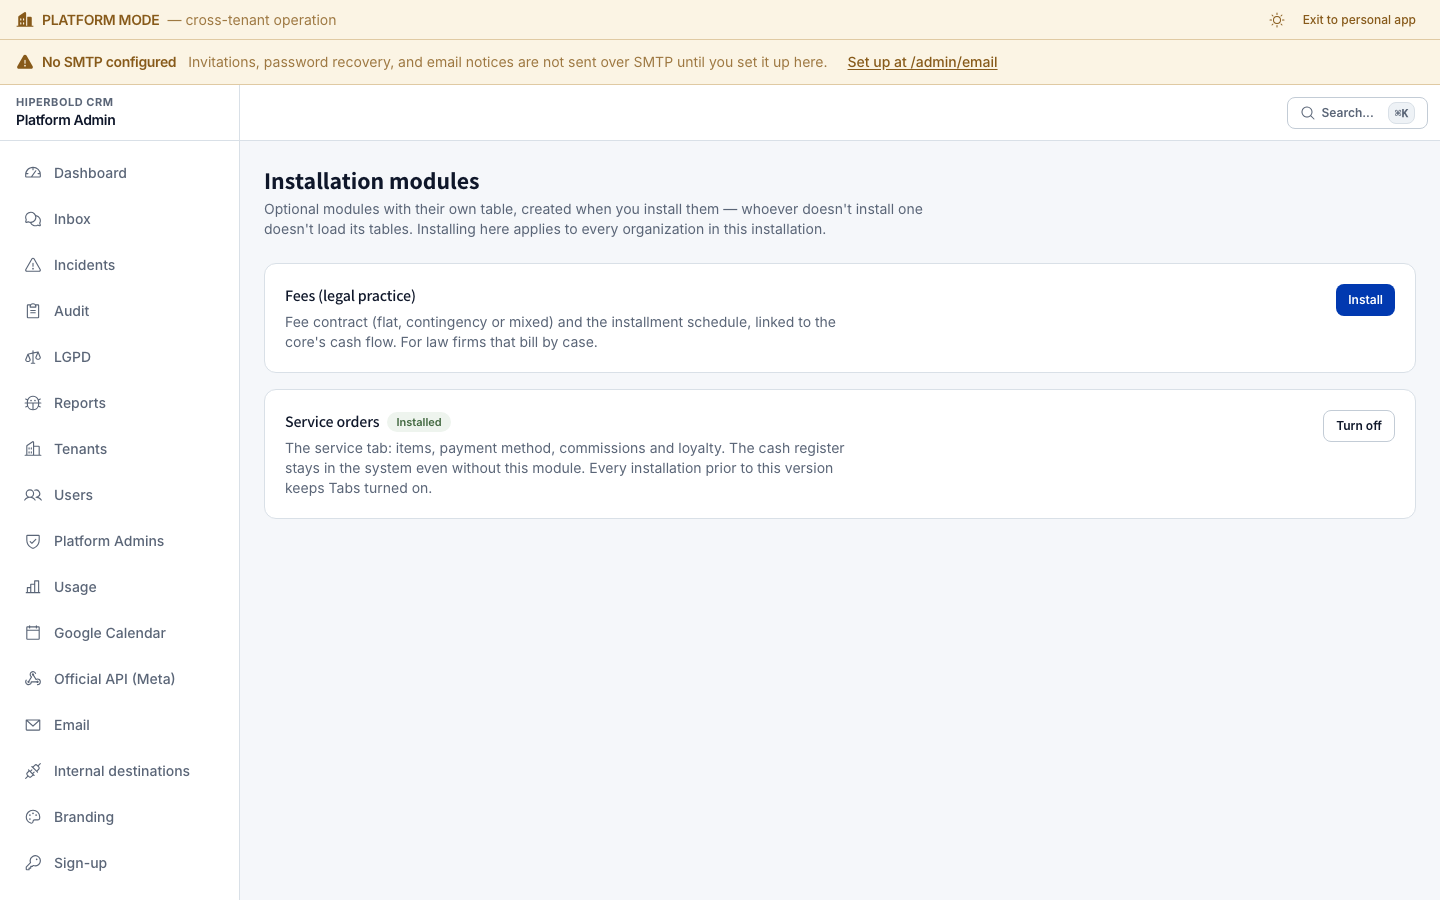 PLATFORM MODE — cross-tenant operation
Exit to personal app
No SMTP configured Invitations, password recovery, and email notices are not sent over SMTP until you set it up here. Set up at /admin/email
HIPERBOLD CRM
Platform Admin
Search... ⌘K
Dashboard
Inbox
Incidents
Audit
LGPD
Reports
Tenants
Users
Platform Admins
Usage
Google Calendar
Official API (Meta)
Email
Internal destinations
Branding
Sign-up
Installation modules
Optional modules with their own table, created when you install them — whoever doesn't install one
doesn't load its tables. Installing here applies to every organization in this installation.
Fees (legal practice)
Install
Fee contract (flat, contingency or mixed) and the installment schedule, linked to the
core's cash flow. For law firms that bill by case.
Service orders Installed
Turn off
The service tab: items, payment method, commissions and loyalty. The cash register
stays in the system even without this module. Every installation prior to this version
keeps Tabs turned on.